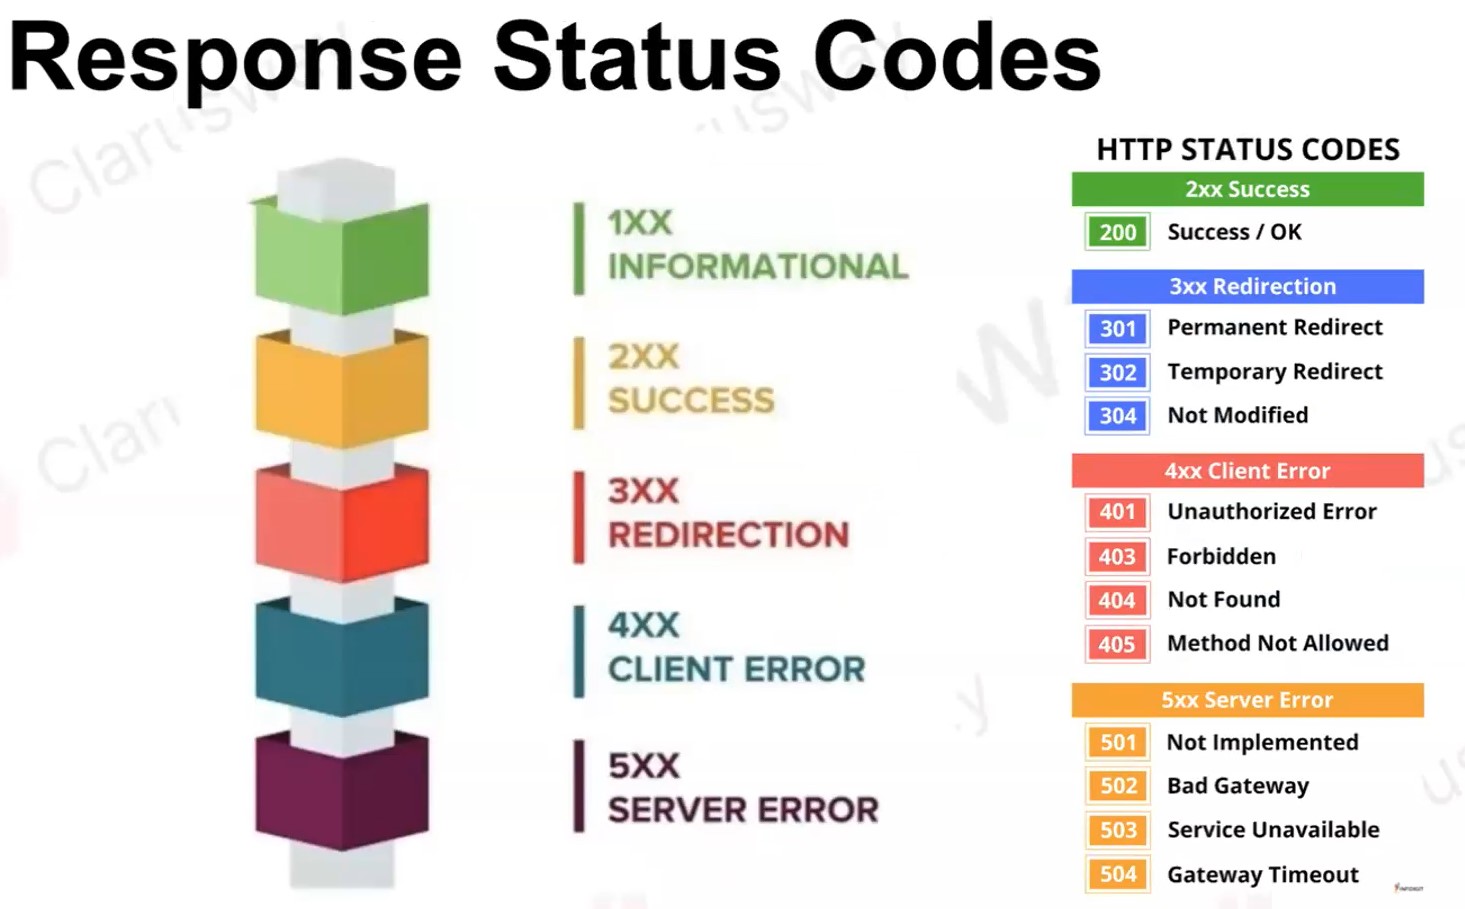 Response Status Codes
1XX
INFORMATIONAL
2XX
SUCCESS
3XX
REDIRECTION
4XX
CLIENT ERROR
5XX
SERVER ERROR
HTTP STATUS CODES
2xx Success
200 Success / OK
3xx Redirection
301 Permanent Redirect
302 Temporary Redirect
304 Not Modified
4xx Client Error
401 Unauthorized Error
403 Forbidden
404 Not Found
405 Method Not Allowed
5xx Server Error
501 Not Implemented
502 Bad Gateway
503 Service Unavailable
504 Gateway Timeout